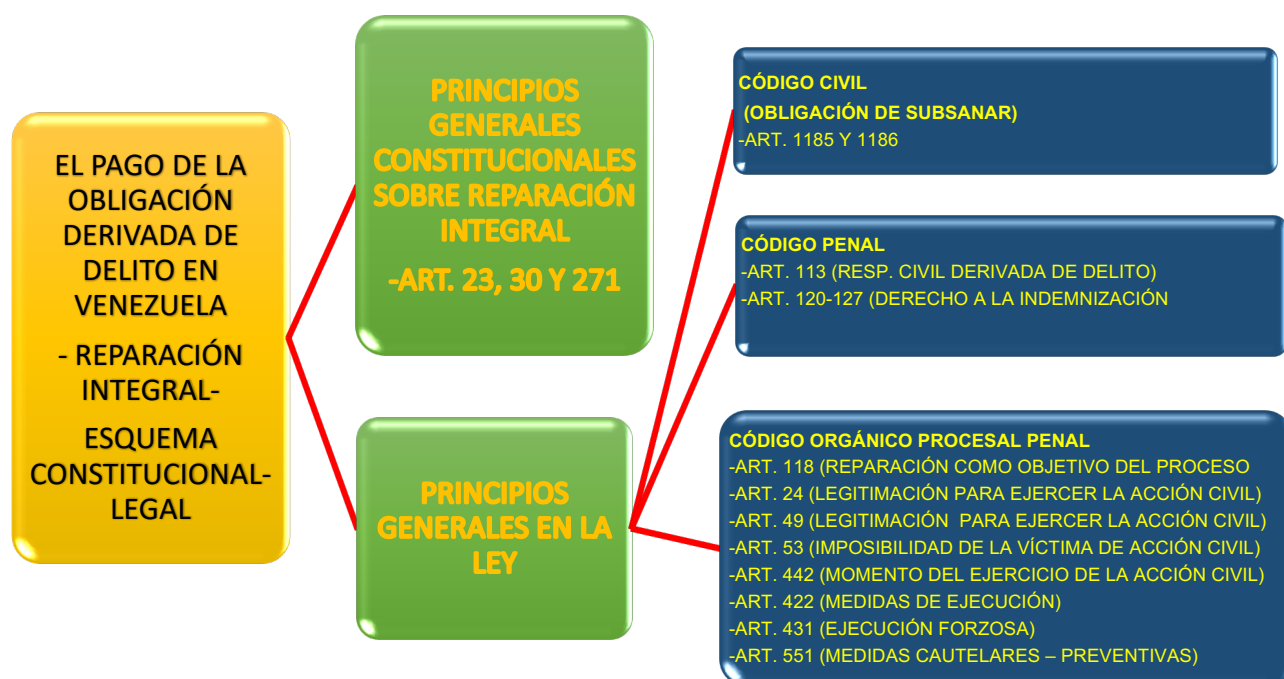 EL PAGO DE LA
OBLIGACIÓN
DERIVADA DE
DELITO EN
VENEZUELA
- REPARACIÓN
INTEGRAL-
ESQUEMA
CONSTITUCIONAL-
LEGAL
PRINCIPIOS
GENERALES
CONSTITUCIONALES
SOBRE REPARACIÓN
INTEGRAL
-ART. 23, 30 Y 271
PRINCIPIOS
GENERALES EN LA
LEY
CÓDIGO CIVIL
(OBLIGACIÓN DE SUBSANAR)
-ART. 1185 Y 1186
CÓDIGO PENAL
-ART. 113 (RESP. CIVIL DERIVADA DE DELITO)
-ART. 120-127 (DERECHO A LA INDEMNIZACIÓN
CÓDIGO ORGÁNICO PROCESAL PENAL
-ART. 118 (REPARACIÓN COMO OBJETIVO DEL PROCESO
-ART. 24 (LEGITIMACIÓN PARA EJERCER LA ACCIÓN CIVIL)
-ART. 49 (LEGITIMACIÓN PARA EJERCER LA ACCIÓN CIVIL)
-ART. 53 (IMPOSIBILIDAD DE LA VÍCTIMA DE ACCIÓN CIVIL)
-ART. 442 (MOMENTO DEL EJERCICIO DE LA ACCIÓN CIVIL)
-ART. 422 (MEDIDAS DE EJECUCIÓN)
-ART. 431 (EJECUCIÓN FORZOSA)
-ART. 551 (MEDIDAS CAUTELARES – PREVENTIVAS)